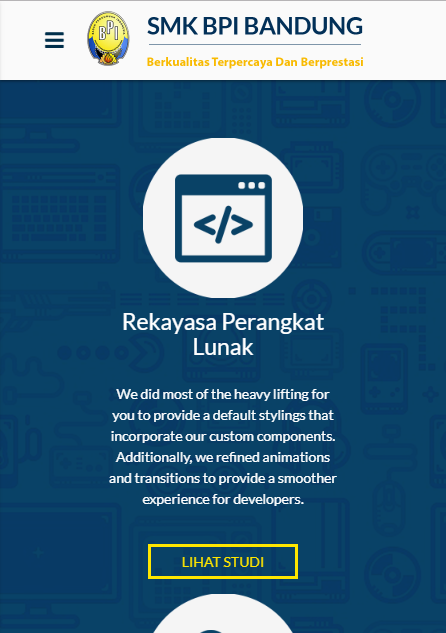 BPI
SMK BPI BANDUNG
Berkualitas Terpercaya Dan Berprestasi
</>
Rekayasa Perangkat
Lunak
We did most of the heavy lifting for
you to provide a default stylings that
incorporate our custom components.
Additionally, we refined animations
and transitions to provide a smoother
experience for developers.
LIHAT STUDI